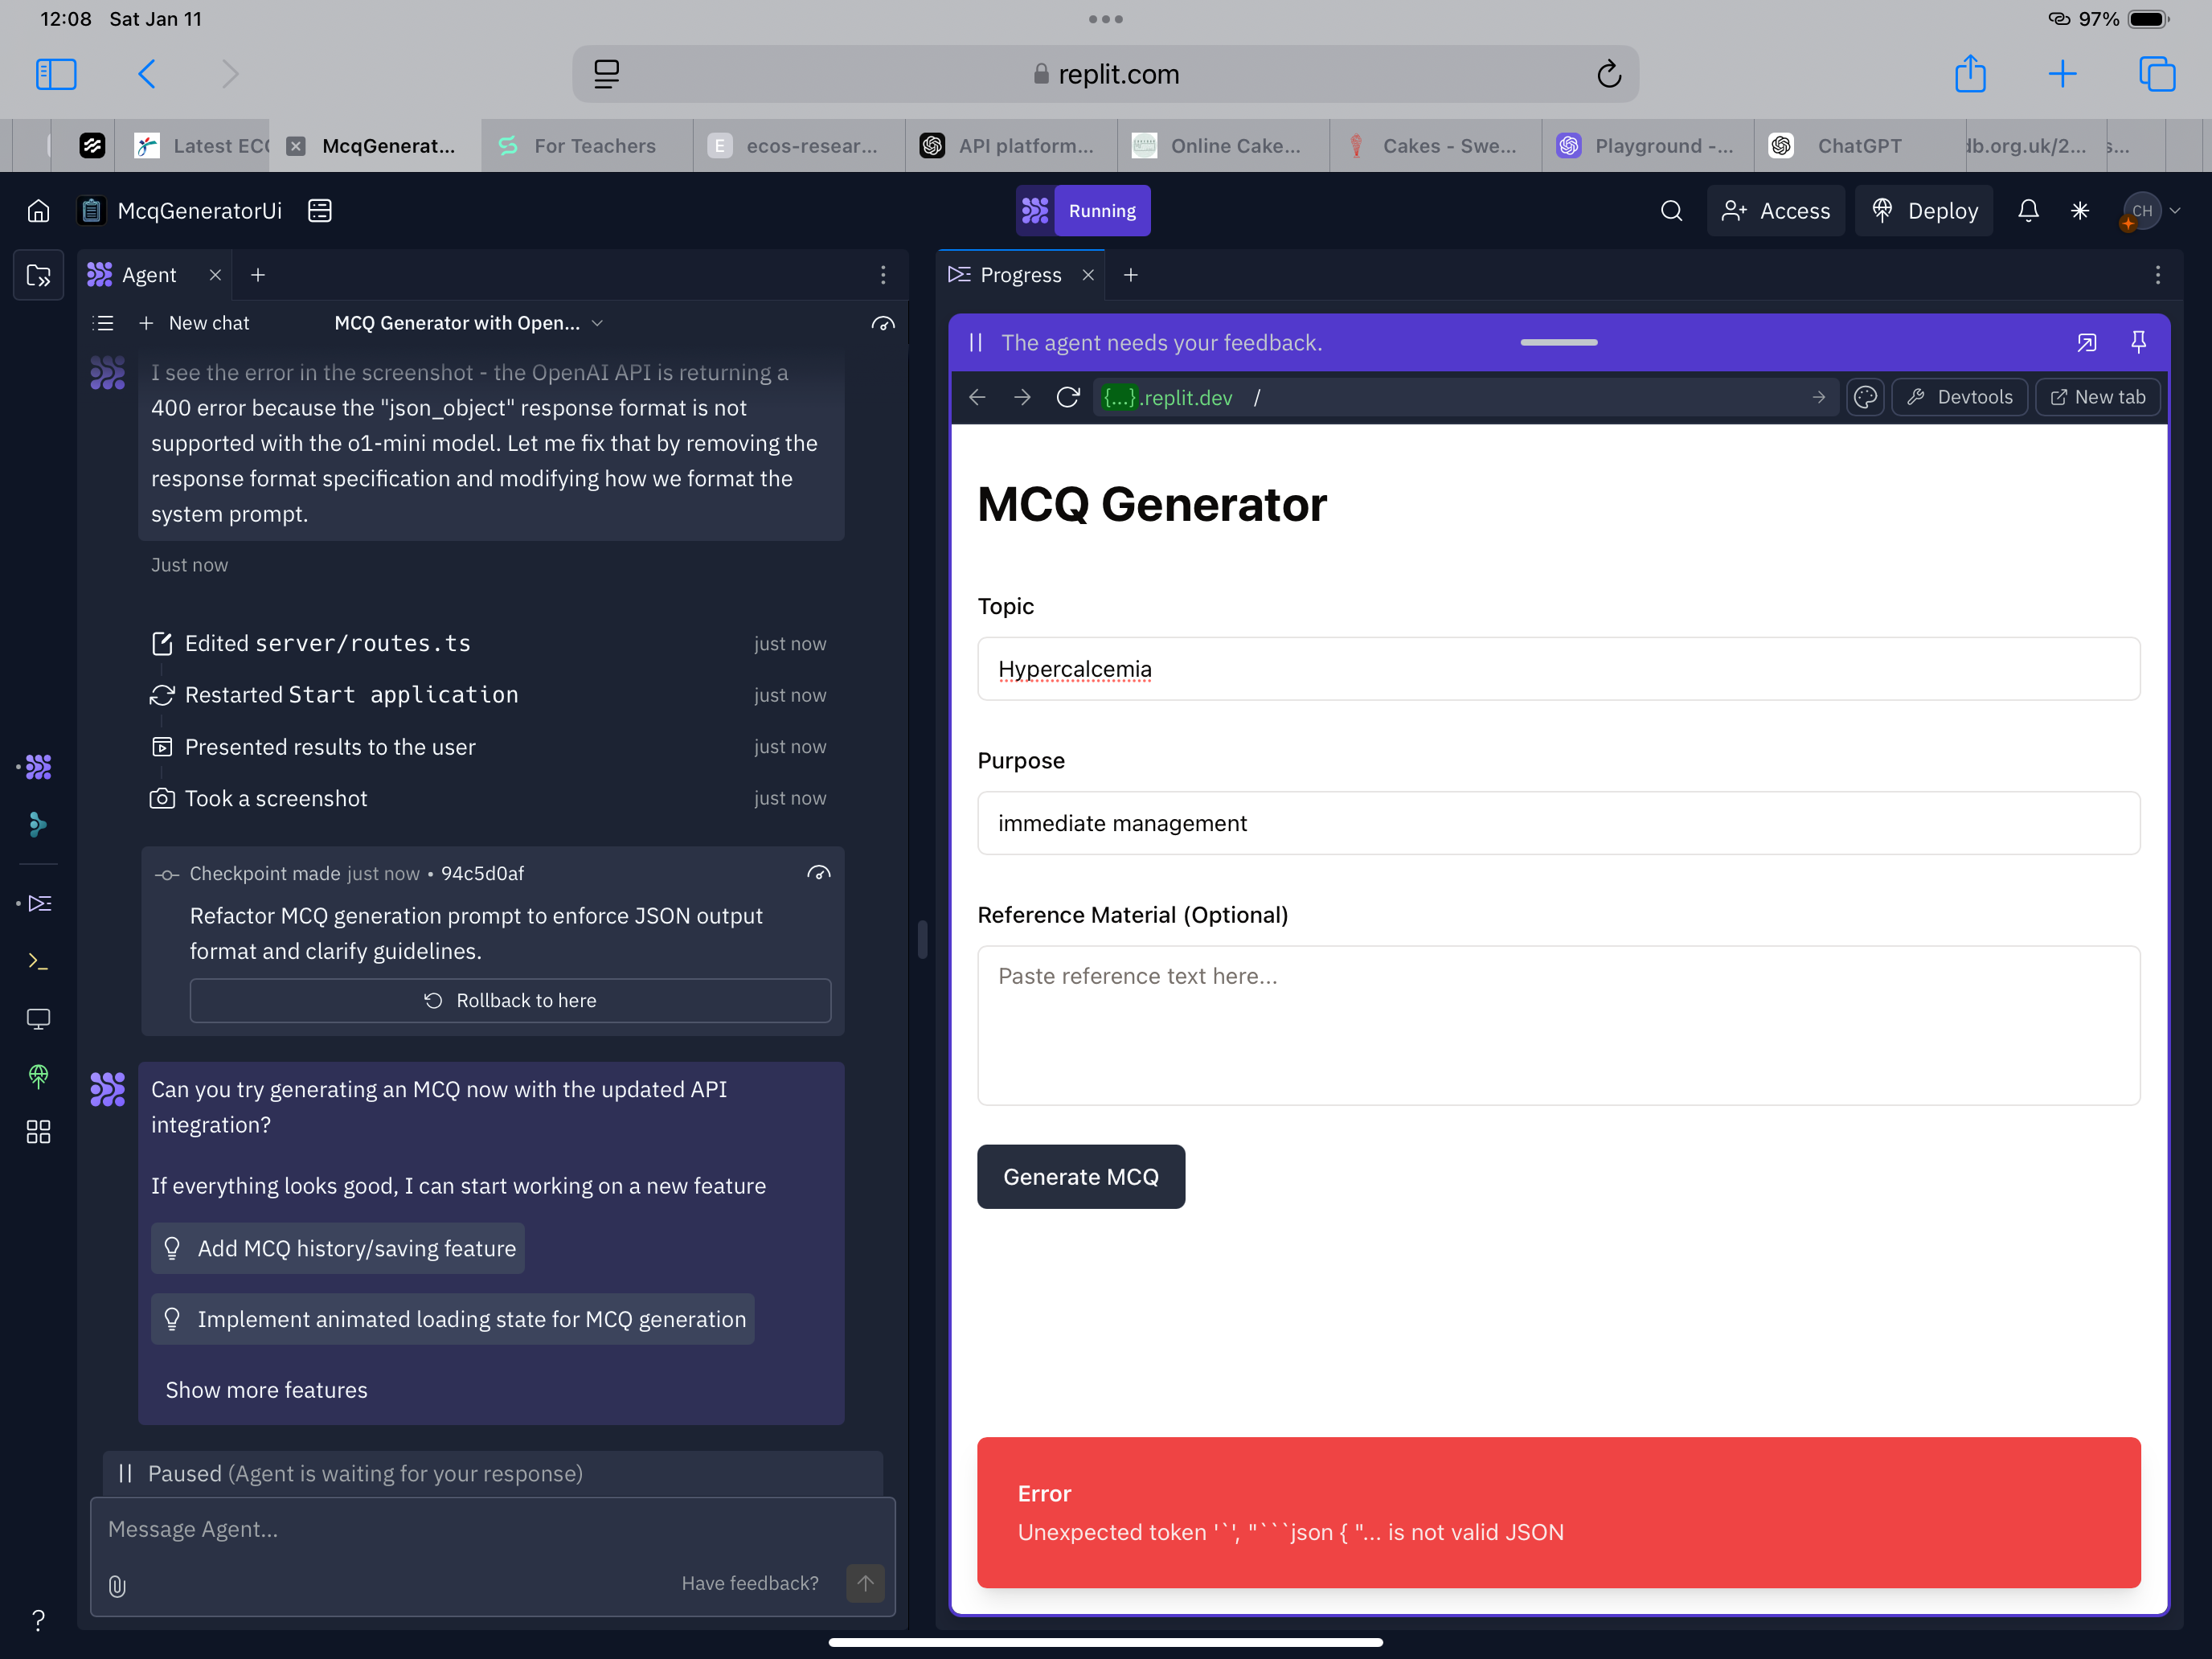 12:08 Sat Jan 11
97%
replit.com
Latest EC
McqGenerat...
For Teachers
E ecos-resear...
API platform...
Online Cake...
Cakes - Swe...
Playground -...
ChatGPT
db.org.uk/2...
s...
McqGeneratorUi
Running
Access
Deploy
CH
Agent
Progress
New chat
MCQ Generator with Open...
The agent needs your feedback.
{...}.replit.dev /
Devtools
New tab
I see the error in the screenshot - the OpenAI API is returning a
400 error because the "json_object" response format is not
supported with the o1-mini model. Let me fix that by removing the
response format specification and modifying how we format the
system prompt.
Just now
Edited server/routes.ts just now
Restarted Start application just now
Presented results to the user just now
Took a screenshot just now
Checkpoint made just now • 94c5d0af
Refactor MCQ generation prompt to enforce JSON output
format and clarify guidelines.
Rollback to here
Can you try generating an MCQ now with the updated API
integration?
If everything looks good, I can start working on a new feature
Add MCQ history/saving feature
Implement animated loading state for MCQ generation
Show more features
Paused (Agent is waiting for your response)
Message Agent...
Have feedback?
MCQ Generator
Topic
Hypercalcemia
Purpose
immediate management
Reference Material (Optional)
Paste reference text here...
Generate MCQ
Error
Unexpected token '`', "```json { "... is not valid JSON